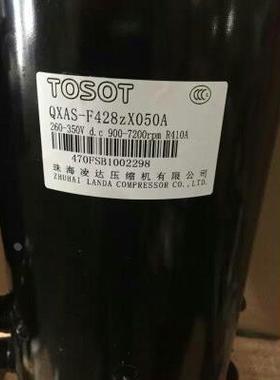 TOSOT
CCC
QXAS-F428zX050A
260-350V d.c 900-7200rpm R410A
470FSB1002298
珠海凌达压缩机有限公司
ZHUHAI LANDA COMPRESSOR CO.,LTD.